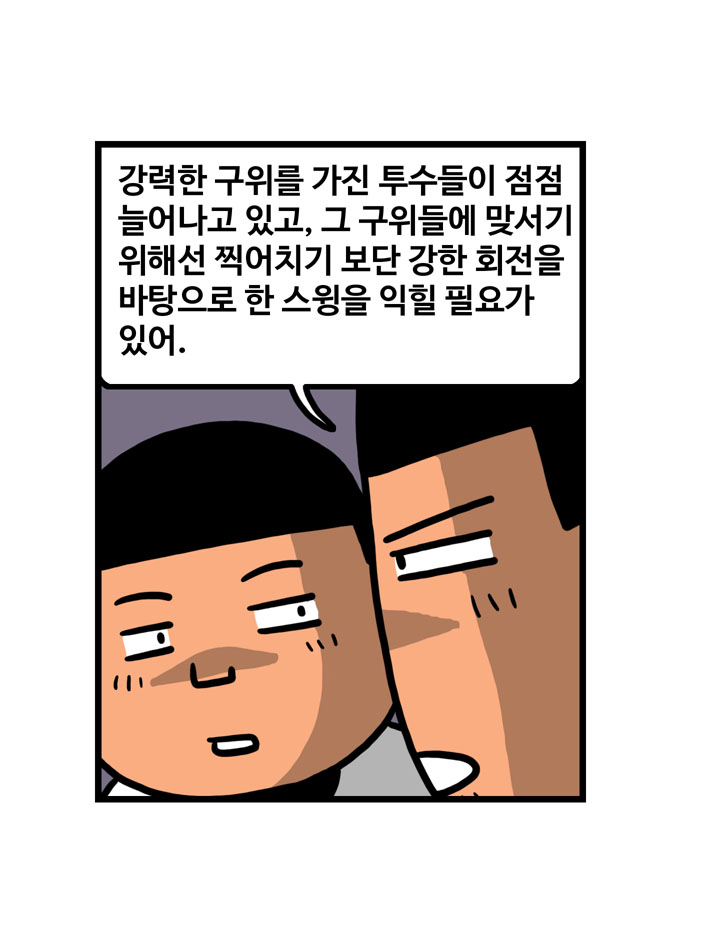 강력한 구위를 가진 투수들이 점점
늘어나고 있고, 그 구위들에 맞서기
위해선 찍어치기 보단 강한 회전을
바탕으로 한 스윙을 익힐 필요가
있어.